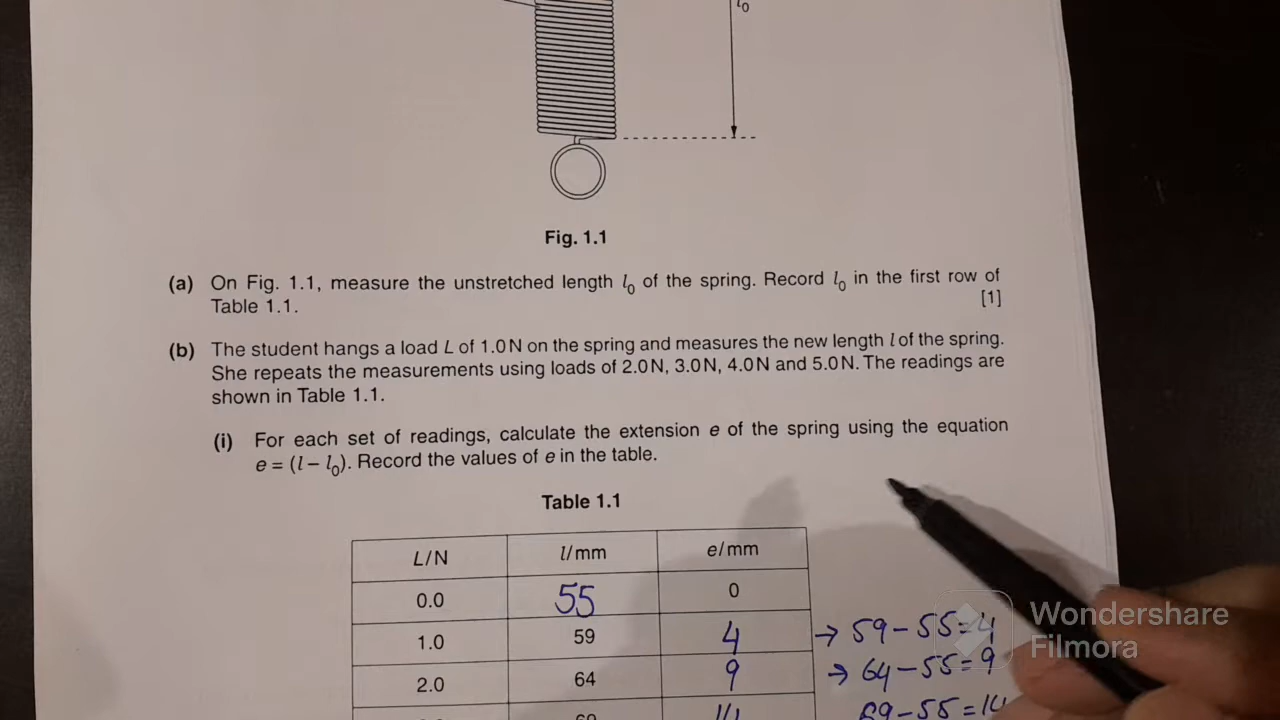 l0
Fig. 1.1
(a) On Fig. 1.1, measure the unstretched length l0 of the spring. Record l0 in the first row of
Table 1.1. [1]
(b) The student hangs a load L of 1.0 N on the spring and measures the new length l of the spring.
She repeats the measurements using loads of 2.0 N, 3.0 N, 4.0 N and 5.0 N. The readings are
shown in Table 1.1.
(i) For each set of readings, calculate the extension e of the spring using the equation
e = (l – l0). Record the values of e in the table.
Table 1.1
L/N l/mm e/mm
0.0 55 0
1.0 59 4 → 59-55=4
2.0 64 9 → 64-55=9
69 14 69-55=14
Wondershare
Filmora